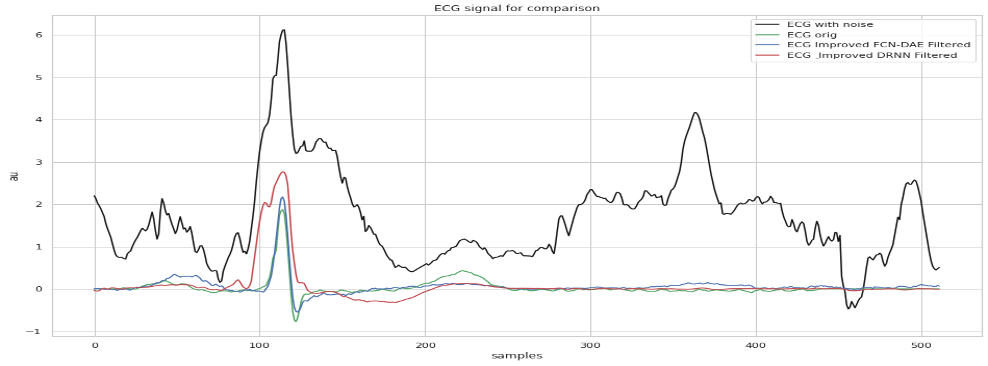 ECG signal for comparison
ECG with noise
ECG orig
ECG Improved FCN-DAE Filtered
ECG _Improved DRNN Filtered
6
5
4
3
2
1
0
−1
au
0 100 200 300 400 500
samples